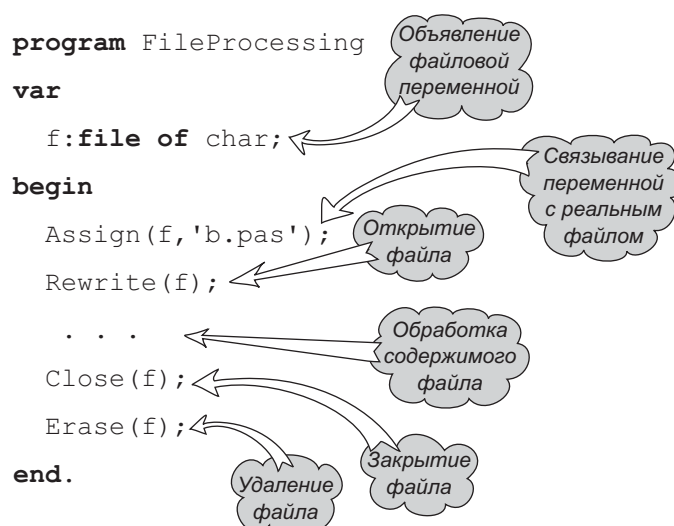 program FileProcessing
Объявление
файловой
переменной
var
f:file of char;
Связывание
переменной
с реальным
файлом
begin
Assign(f,'b.pas');
Открытие
файла
Rewrite(f);
. . .
Обработка
содержимого
файла
Close(f);
Erase(f);
Закрытие
файла
end.
Удаление
файла